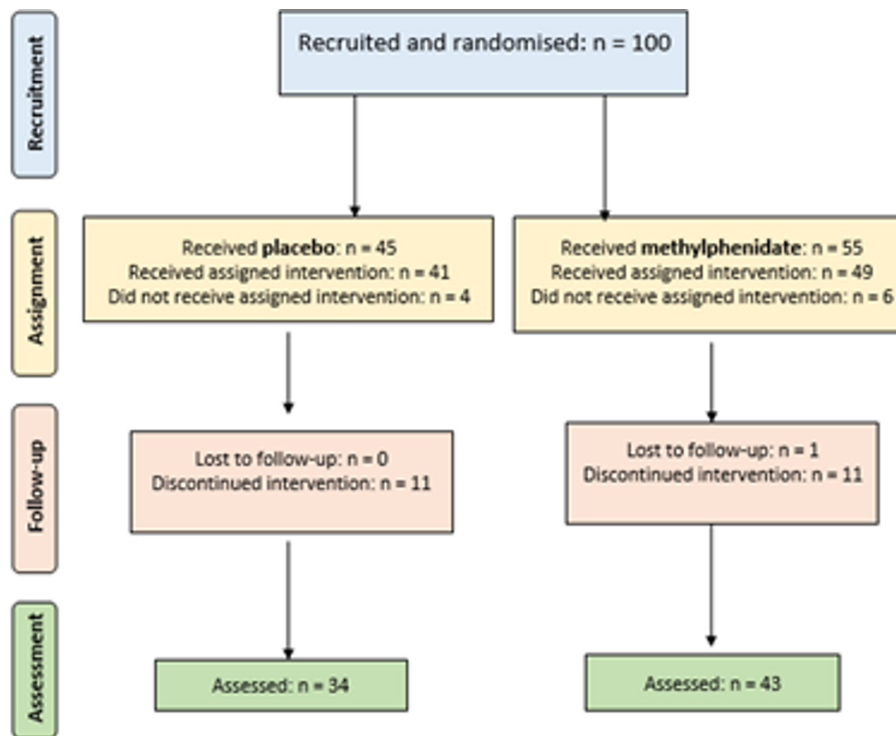 Recruitment
Recruited and randomised: n = 100
Assignment
Received placebo: n = 45
Received assigned intervention: n = 41
Did not receive assigned intervention: n = 4
Received methylphenidate: n = 55
Received assigned intervention: n = 49
Did not receive assigned intervention: n = 6
Follow-up
Lost to follow-up: n = 0
Discontinued intervention: n = 11
Lost to follow-up: n = 1
Discontinued intervention: n = 11
Assessment
Assessed: n = 34
Assessed: n = 43